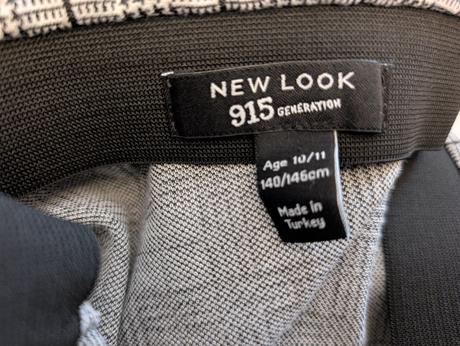 NEW LOOK
915 GENERATION
Age 10/11
140/146cm
Made in
Turkey